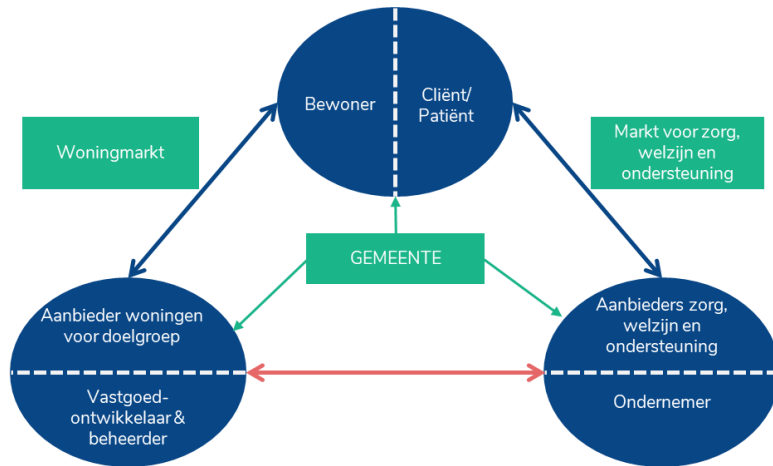 Bewoner
Cliënt/
Patiënt
Woningmarkt
Markt voor zorg,
welzijn en
ondersteuning
GEMEENTE
Aanbieder woningen
voor doelgroep
Vastgoed-
ontwikkelaar &
beheerder
Aanbieders zorg,
welzijn en
ondersteuning
Ondernemer